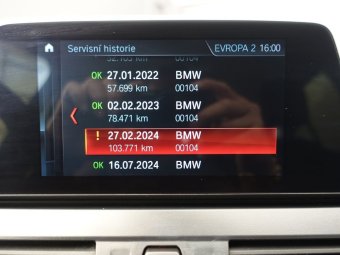 Servisní historie
EVROPA 2 16:00
OK 27.01.2022 BMW
57.699 km 00104
OK 02.02.2023 BMW
78.471 km 00104
! 27.02.2024 BMW
103.771 km 00104
OK 16.07.2024 BMW